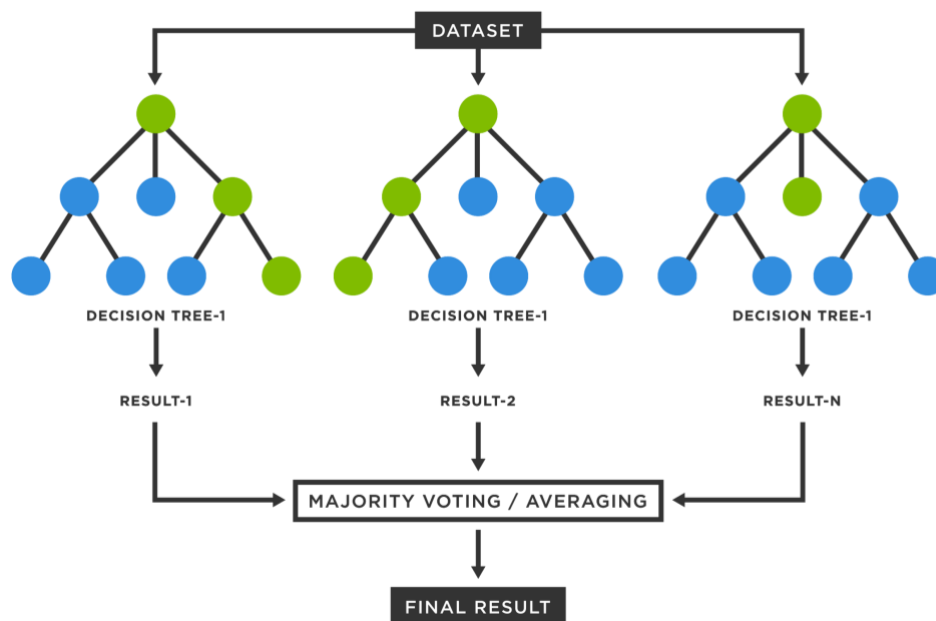 DATASET
DECISION TREE-1
DECISION TREE-1
DECISION TREE-1
RESULT-1
RESULT-2
RESULT-N
MAJORITY VOTING / AVERAGING
FINAL RESULT